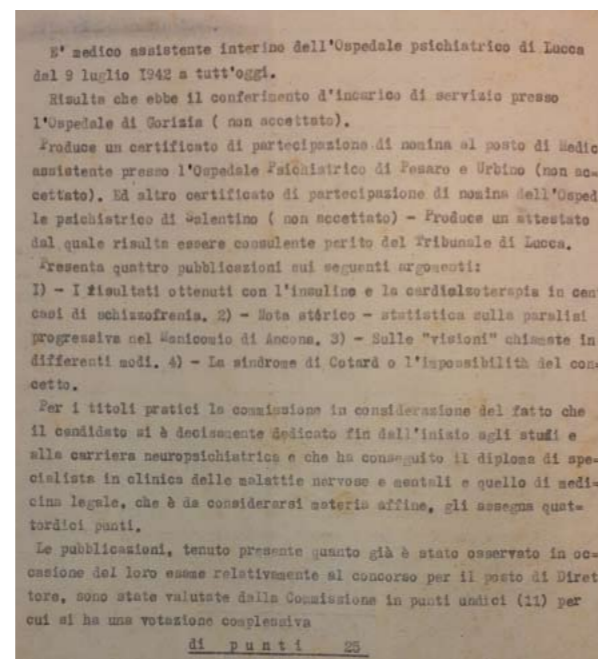 E' medico assistente interino dell'Ospedale psichiatrico di Lucca
dal 9 luglio 1942 a tutt'oggi.
Risulta che ebbe il conferimento d'incarico di servizio presso
l'Ospedale di Gorizia ( non accettato).
Produce un certificato di partecipazione di nomina al posto di Medic
assistente presso l'Ospedale Psichiatrico di Pesaro e Urbino (non ac=
cettato). Ed altro certificato di partecipazione di nomina dell'Osped
le psichiatrico di Volentino ( non accettato) - Produce un attestato
dal quale risulta essere consulente perito del Tribunale di Lucca.
Presenta quattro pubblicazioni sui seguenti argomenti:
I) - I risultati ottenuti con l'insulina e la cardialzoterapia in cen
casi di schizzofrenia. 2) - Nota stórico - statistica sulla paralisi
progressiva nel Manicomio di Ancona. 3) - Sulle "visioni" chiamate in
differenti modi. 4) - La sindrome di Cotard o l'impossibilità del con=
cetto.
Per i titoli pratici la commissione in considerazione del fatto che
il candidato si è decisamente dedicato fin dall'inizio agli studi e
alla carriera neuropsichiatrica e che ha conseguito il diploma di spe=
cialista in clinica delle malattie nervose e mentali e quello di medi=
cina legale, che è da considerarsi materia affine, gli assegna quat=
tordici punti.
Le pubblicazioni, tenuto presente quanto già è stato osservato in oc=
casione del loro esame relativamente al concorso per il posto di Diret
tore, sono state valutate dalla Commissione in punti undici (11) per
cui si ha una votazione complessiva
di punti 25